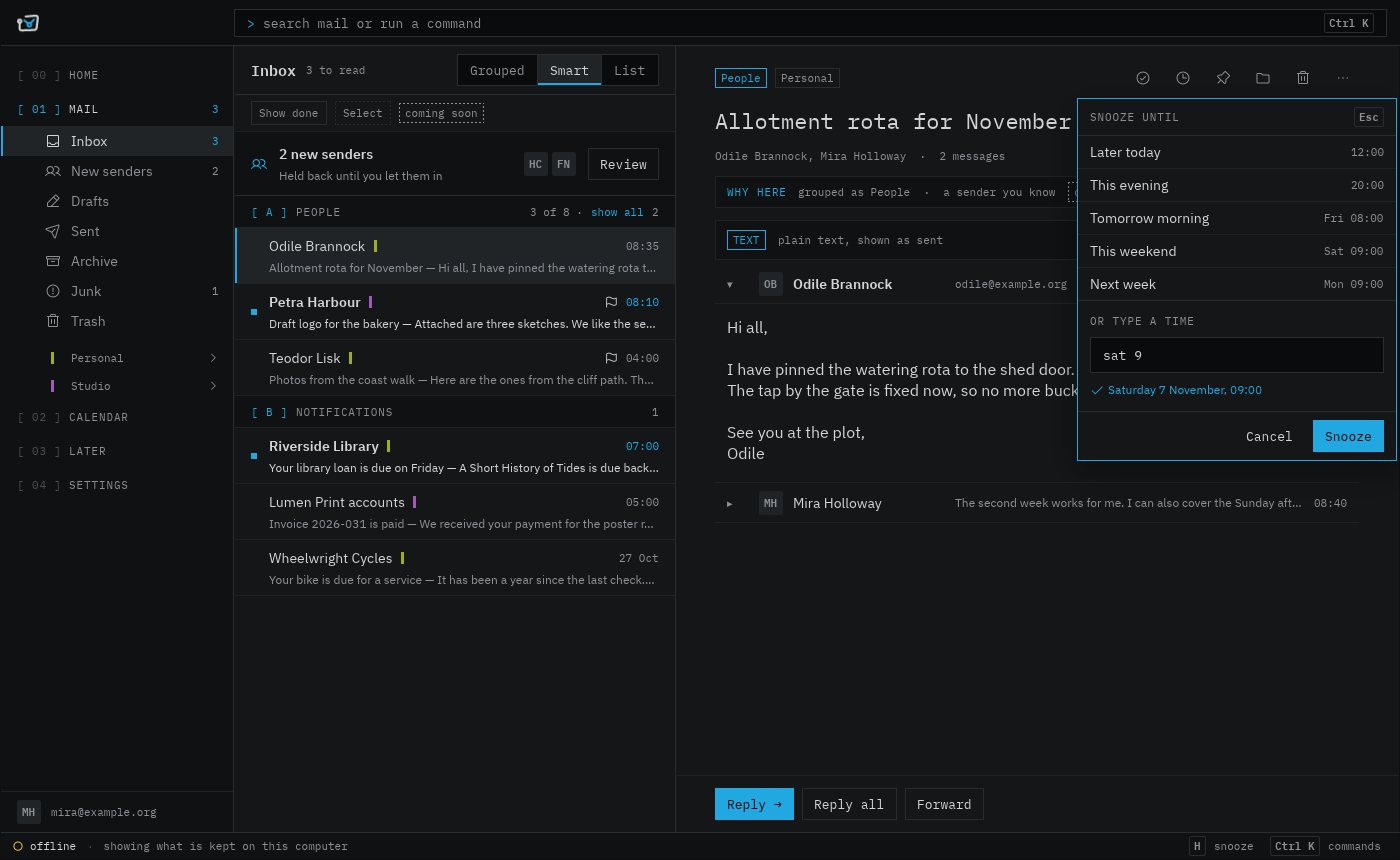 > search mail or run a command
Ctrl K
[ 00 ] HOME
[ 01 ] MAIL 3
Inbox 3
New senders 2
Drafts
Sent
Archive
Junk 1
Trash
Personal
Studio
[ 02 ] CALENDAR
[ 03 ] LATER
[ 04 ] SETTINGS
MH mira@example.org
Inbox 3 to read
Grouped Smart List
Show done Select coming soon
2 new senders
Held back until you let them in
HC FN Review
[ A ] PEOPLE 3 of 8 · show all 2
Odile Brannock 08:35
Allotment rota for November — Hi all, I have pinned the watering rota t…
Petra Harbour 08:10
Draft logo for the bakery — Attached are three sketches. We like the se…
Teodor Lisk 04:00
Photos from the coast walk — Here are the ones from the cliff path. Th…
[ B ] NOTIFICATIONS 1
Riverside Library 07:00
Your library loan is due on Friday — A Short History of Tides is due back…
Lumen Print accounts 05:00
Invoice 2026-031 is paid — We received your payment for the poster r…
Wheelwright Cycles 27 Oct
Your bike is due for a service — It has been a year since the last check.…
People Personal
Allotment rota for November
Odile Brannock, Mira Holloway · 2 messages
WHY HERE grouped as People · a sender you know
TEXT plain text, shown as sent
OB Odile Brannock odile@example.org
Hi all,
I have pinned the watering rota to the shed door.
The tap by the gate is fixed now, so no more buck
See you at the plot,
Odile
MH Mira Holloway The second week works for me. I can also cover the Sunday aft… 08:40
Reply → Reply all Forward
SNOOZE UNTIL Esc
Later today 12:00
This evening 20:00
Tomorrow morning Fri 08:00
This weekend Sat 09:00
Next week Mon 09:00
OR TYPE A TIME
sat 9
Saturday 7 November, 09:00
Cancel Snooze
offline · showing what is kept on this computer
H snooze Ctrl K commands